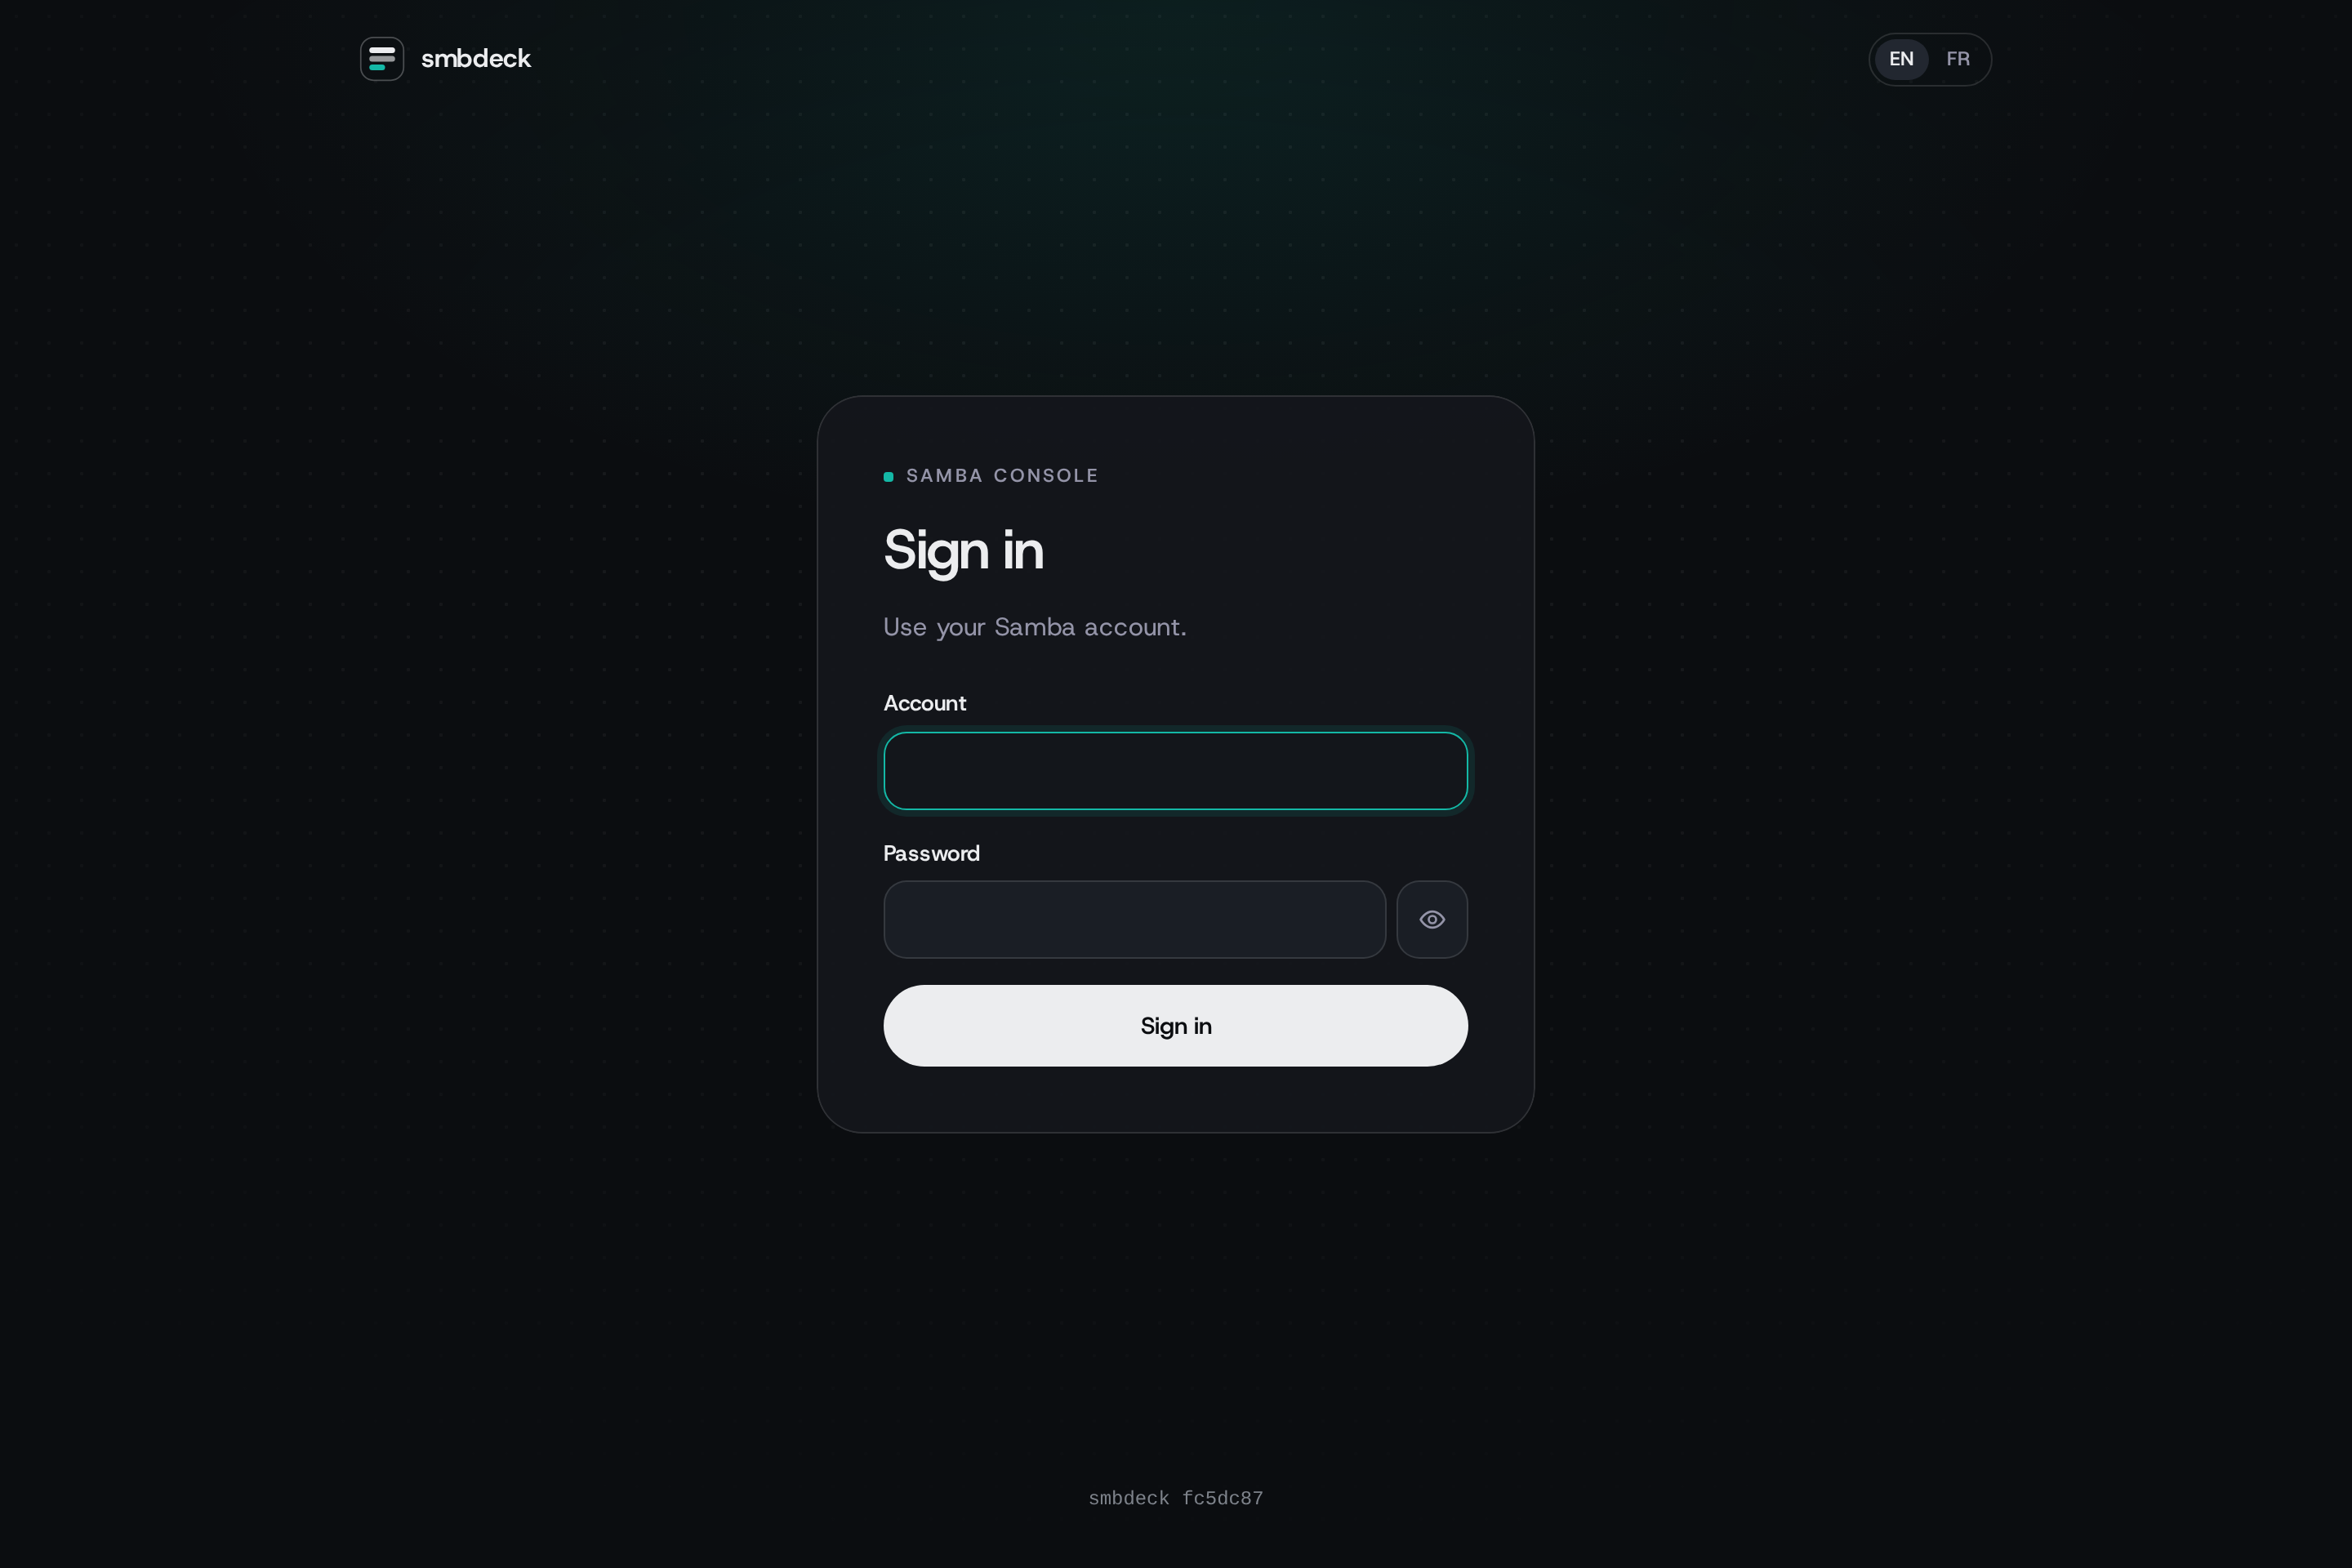 smbdeck
EN FR
SAMBA CONSOLE
Sign in
Use your Samba account.
Account
Password
Sign in
smbdeck fc5dc87